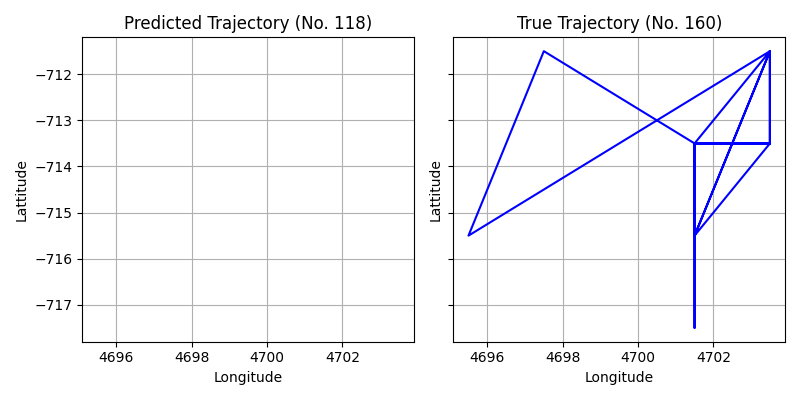 Predicted Trajectory (No. 118)
True Trajectory (No. 160)
Lattitude
−712
−713
−714
−715
−716
−717
4696
4698
4700
4702
Longitude
Lattitude
4696
4698
4700
4702
Longitude